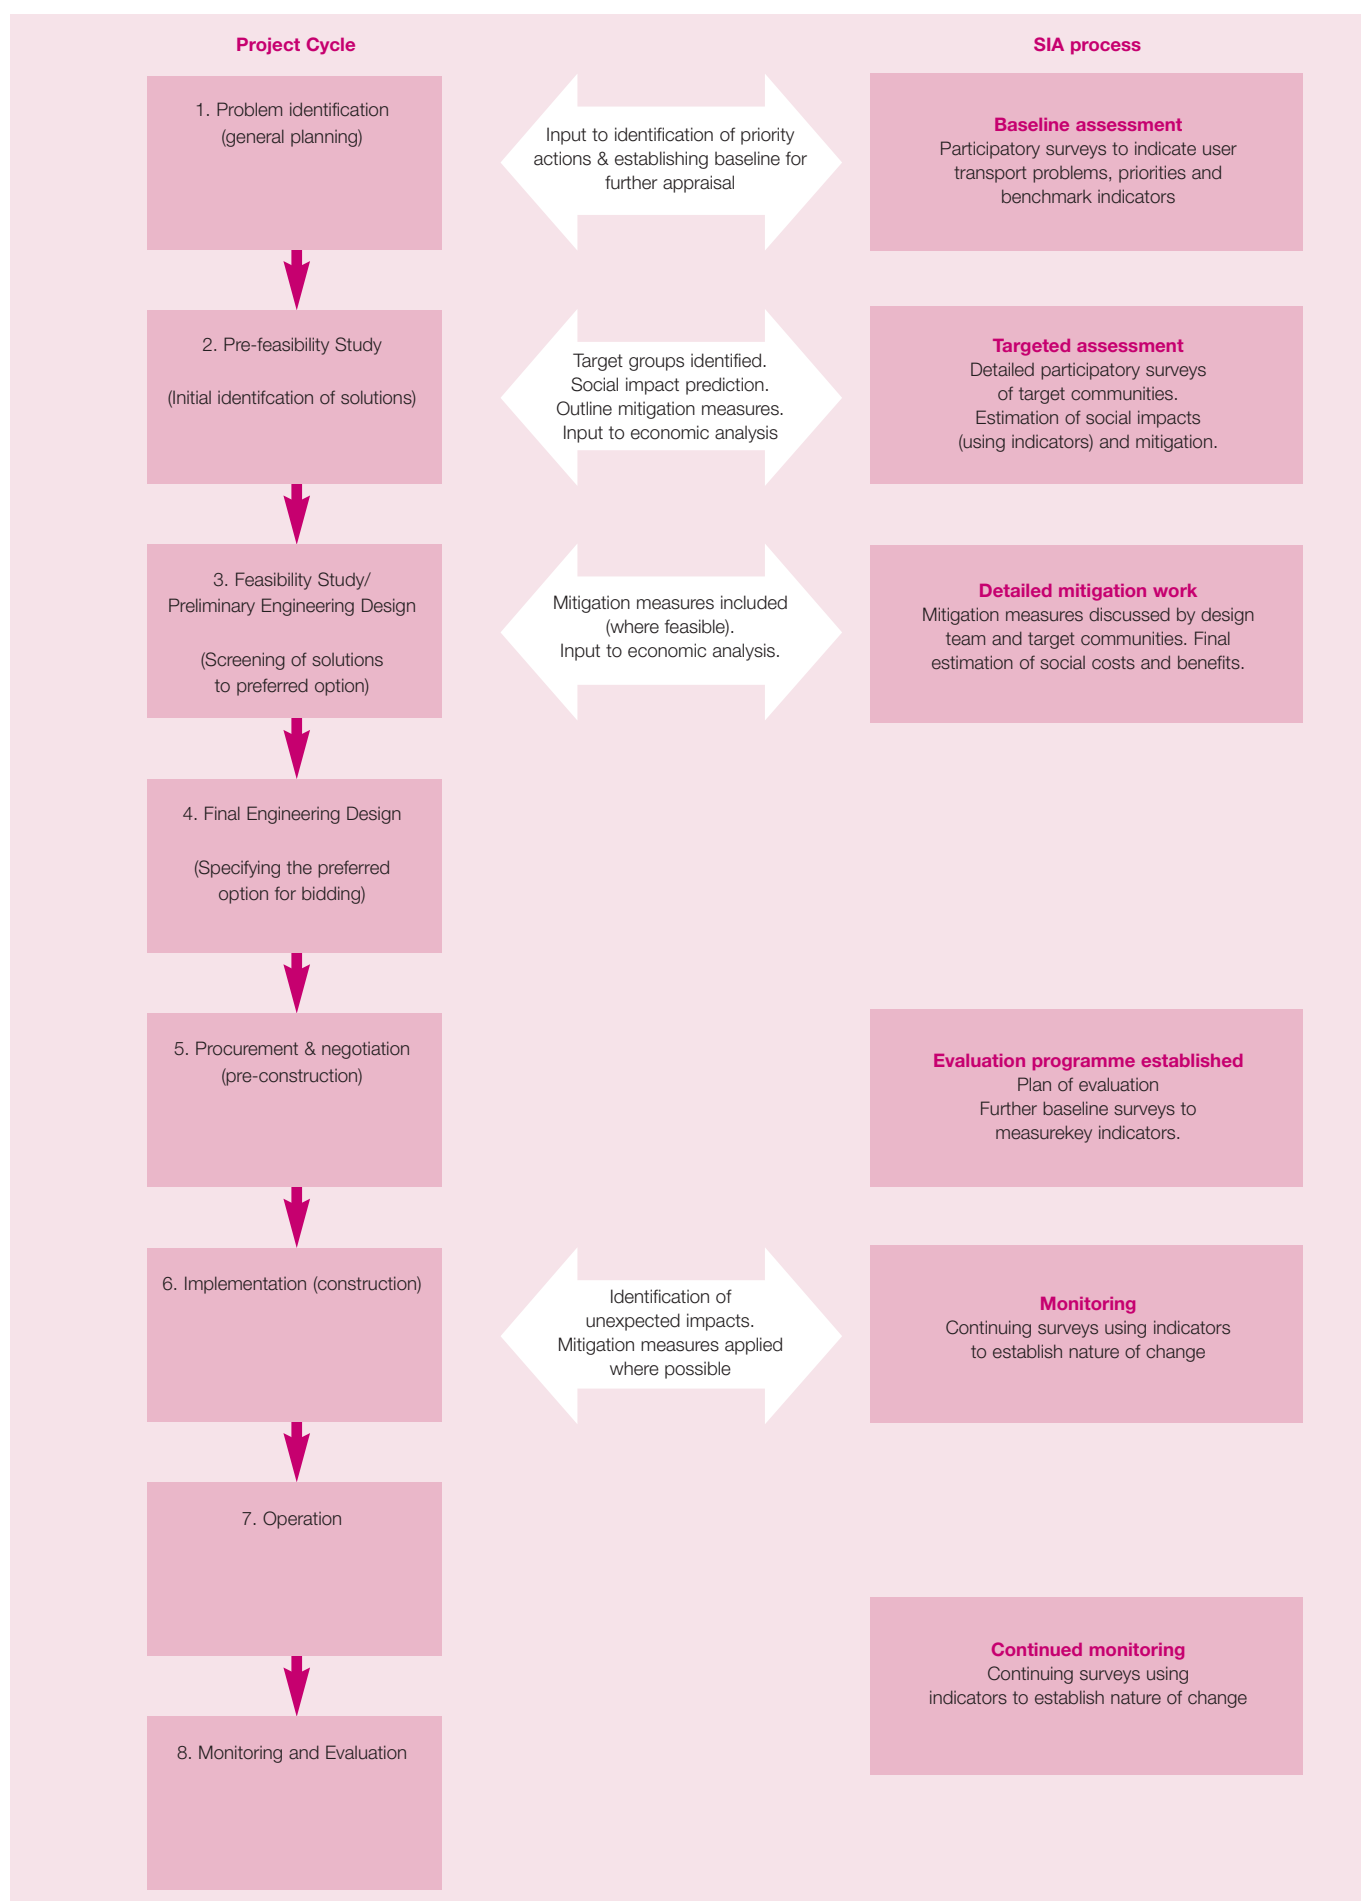 Project Cycle
SIA process
1. Problem identification
(general planning)
Input to identification of priority
actions & establishing baseline for
further appraisal
Baseline assessment
Participatory surveys to indicate user
transport problems, priorities and
benchmark indicators
2. Pre-feasibility Study
(Initial identifcation of solutions)
Target groups identified.
Social impact prediction.
Outline mitigation measures.
Input to economic analysis
Targeted assessment
Detailed participatory surveys
of target communities.
Estimation of social impacts
(using indicators) and mitigation.
3. Feasibility Study/
Preliminary Engineering Design
(Screening of solutions
to preferred option)
Mitigation measures included
(where feasible).
Input to economic analysis.
Detailed mitigation work
Mitigation measures discussed by design
team and target communities. Final
estimation of social costs and benefits.
4. Final Engineering Design
(Specifying the preferred
option for bidding)
5. Procurement & negotiation
(pre-construction)
Evaluation programme established
Plan of evaluation
Further baseline surveys to
measurekey indicators.
6. Implementation (construction)
Identification of
unexpected impacts.
Mitigation measures applied
where possible
Monitoring
Continuing surveys using indicators
to establish nature of change
7. Operation
Continued monitoring
Continuing surveys using
indicators to establish nature of change
8. Monitoring and Evaluation